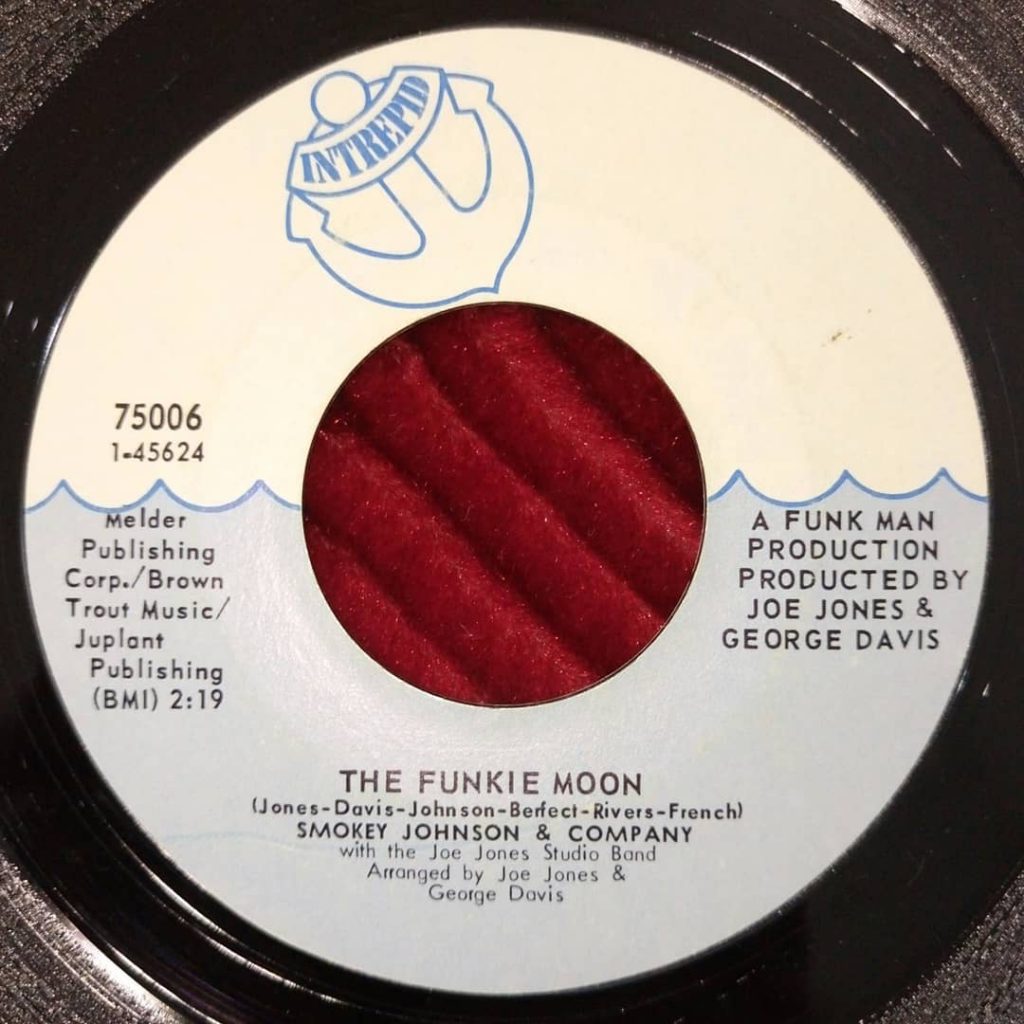 INTREPID
75006
1-45624
Melder
Publishing
Corp./Brown
Trout Music/
Juplant
Publishing
(BMI) 2:19
A FUNK MAN
PRODUCTION
PRODUCTED BY
JOE JONES &
GEORGE DAVIS
THE FUNKIE MOON
(Jones-Davis-Johnson-Berfect-Rivers-French)
SMOKEY JOHNSON & COMPANY
with the Joe Jones Studio Band
Arranged by Joe Jones &
George Davis